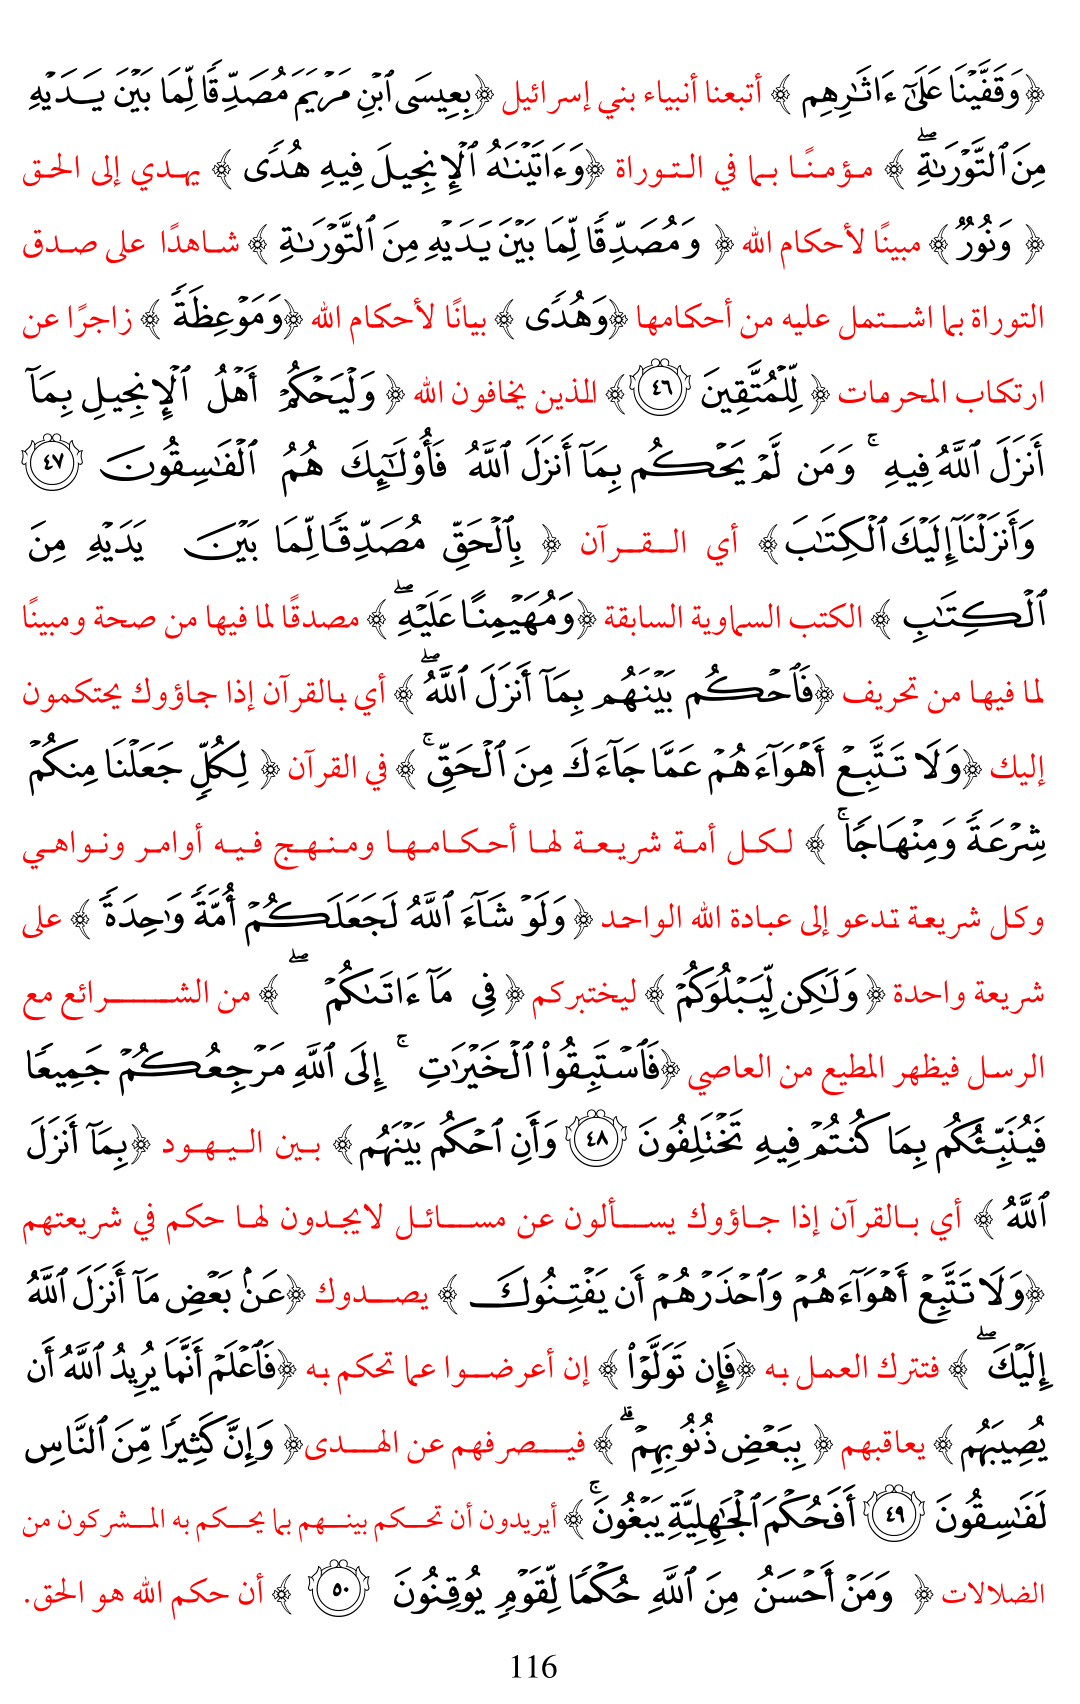 ﴿وَقَفَّيْنَا عَلَىٰٓ ءَاثَٰرِهِم ﴾ أتبعنا أنبياء بني إسرائيل ﴿بِعِيسَى ٱبْنِ مَرْيَمَ مُصَدِّقًا لِّمَا بَيْنَ يَدَيْهِ
مِنَ ٱلتَّوْرَىٰةِ ۖ ﴾ مؤمنًا بما في التوراة ﴿وَءَاتَيْنَٰهُ ٱلْإِنجِيلَ فِيهِ هُدًى ﴾ يهدي إلى الحق
﴿ وَنُورٌ﴾ مبينًا لأحكام الله ﴿ وَمُصَدِّقًا لِّمَا بَيْنَ يَدَيْهِ مِنَ ٱلتَّوْرَىٰةِ ﴾ شاهدًا على صدق
التوراة بما اشتمل عليه من أحكامها ﴿وَهُدًى ﴾ بيانًا لأحكام الله ﴿وَمَوْعِظَةً ﴾ زاجرًا عن
ارتكاب المحرمات ﴿ لِّلْمُتَّقِينَ ٤٦﴾ الذين يخافون الله ﴿ وَلْيَحْكُمْ أَهْلُ ٱلْإِنجِيلِ بِمَآ
أَنزَلَ ٱللَّهُ فِيهِ ۚ وَمَن لَّمْ يَحْكُم بِمَآ أَنزَلَ ٱللَّهُ فَأُو۟لَٰٓئِكَ هُمُ ٱلْفَٰسِقُونَ ٤٧
وَأَنزَلْنَآ إِلَيْكَ ٱلْكِتَٰبَ﴾ أي القرآن ﴿ بِٱلْحَقِّ مُصَدِّقًا لِّمَا بَيْنَ يَدَيْهِ مِنَ
ٱلْكِتَٰبِ ﴾ الكتب السماوية السابقة ﴿وَمُهَيْمِنًا عَلَيْهِ ۖ ﴾ مصدقًا لما فيها من صحة ومبينًا
لما فيها من تحريف ﴿فَٱحْكُم بَيْنَهُم بِمَآ أَنزَلَ ٱللَّهُ ۖ ﴾ أي بالقرآن إذا جاؤوك يحتكمون
إليك ﴿وَلَا تَتَّبِعْ أَهْوَآءَهُمْ عَمَّا جَآءَكَ مِنَ ٱلْحَقِّ ۚ ﴾ في القرآن ﴿ لِكُلٍّ جَعَلْنَا مِنكُمْ
شِرْعَةً وَمِنْهَاجًا ۚ ﴾ لكل أمة شريعة لها أحكامها ومنهج فيه أوامر ونواهي
وكل شريعة تدعو إلى عبادة الله الواحد ﴿ وَلَوْ شَآءَ ٱللَّهُ لَجَعَلَكُمْ أُمَّةً وَٰحِدَةً ﴾ على
شريعة واحدة ﴿ وَلَٰكِن لِّيَبْلُوَكُمْ ﴾ ليختبركم ﴿ فِى مَآ ءَاتَىٰكُمْ ۖ ﴾ من الشرائع مع
الرسل فيظهر المطيع من العاصي ﴿فَٱسْتَبِقُوا۟ ٱلْخَيْرَٰتِ ۚ إِلَى ٱللَّهِ مَرْجِعُكُمْ جَمِيعًا
فَيُنَبِّئُكُم بِمَا كُنتُمْ فِيهِ تَخْتَلِفُونَ ٤٨ وَأَنِ ٱحْكُم بَيْنَهُم ﴾ بين اليهود ﴿بِمَآ أَنزَلَ
ٱللَّهُ ﴾ أي بالقرآن إذا جاؤوك يسألون عن مسائل لايجدون لها حكم في شريعتهم
﴿وَلَا تَتَّبِعْ أَهْوَآءَهُمْ وَٱحْذَرْهُمْ أَن يَفْتِنُوكَ ﴾ يصدوك ﴿عَنۢ بَعْضِ مَآ أَنزَلَ ٱللَّهُ
إِلَيْكَ ۖ ﴾ فتترك العمل به ﴿فَإِن تَوَلَّوْا۟ ﴾ إن أعرضوا عما تحكم به ﴿فَٱعْلَمْ أَنَّمَا يُرِيدُ ٱللَّهُ أَن
يُصِيبَهُم ﴾ يعاقبهم ﴿ بِبَعْضِ ذُنُوبِهِمْ ۗ ﴾ فيصرفهم عن الهدى﴿ وَإِنَّ كَثِيرًا مِّنَ ٱلنَّاسِ
لَفَٰسِقُونَ ٤٩ أَفَحُكْمَ ٱلْجَٰهِلِيَّةِ يَبْغُونَ ۚ ﴾ أيريدون أن تحكم بينهم بما يحكم به المشركون من
الضلالات ﴿ وَمَنْ أَحْسَنُ مِنَ ٱللَّهِ حُكْمًا لِّقَوْمٍ يُوقِنُونَ ٥٠ ﴾ أن حكم الله هو الحق.
116